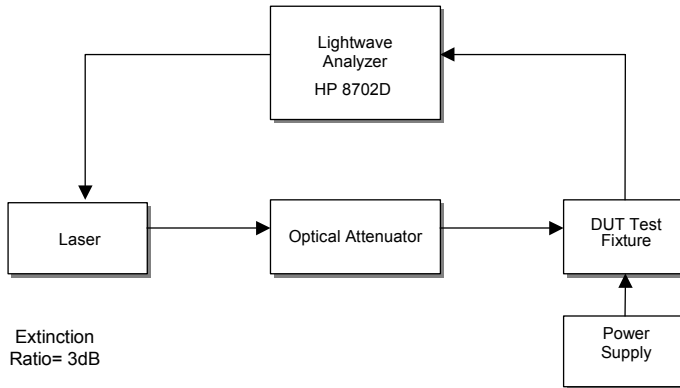 Lightwave
Analyzer
HP 8702D
Laser
Optical Attenuator
DUT Test
Fixture
Extinction
Ratio= 3dB
Power
Supply